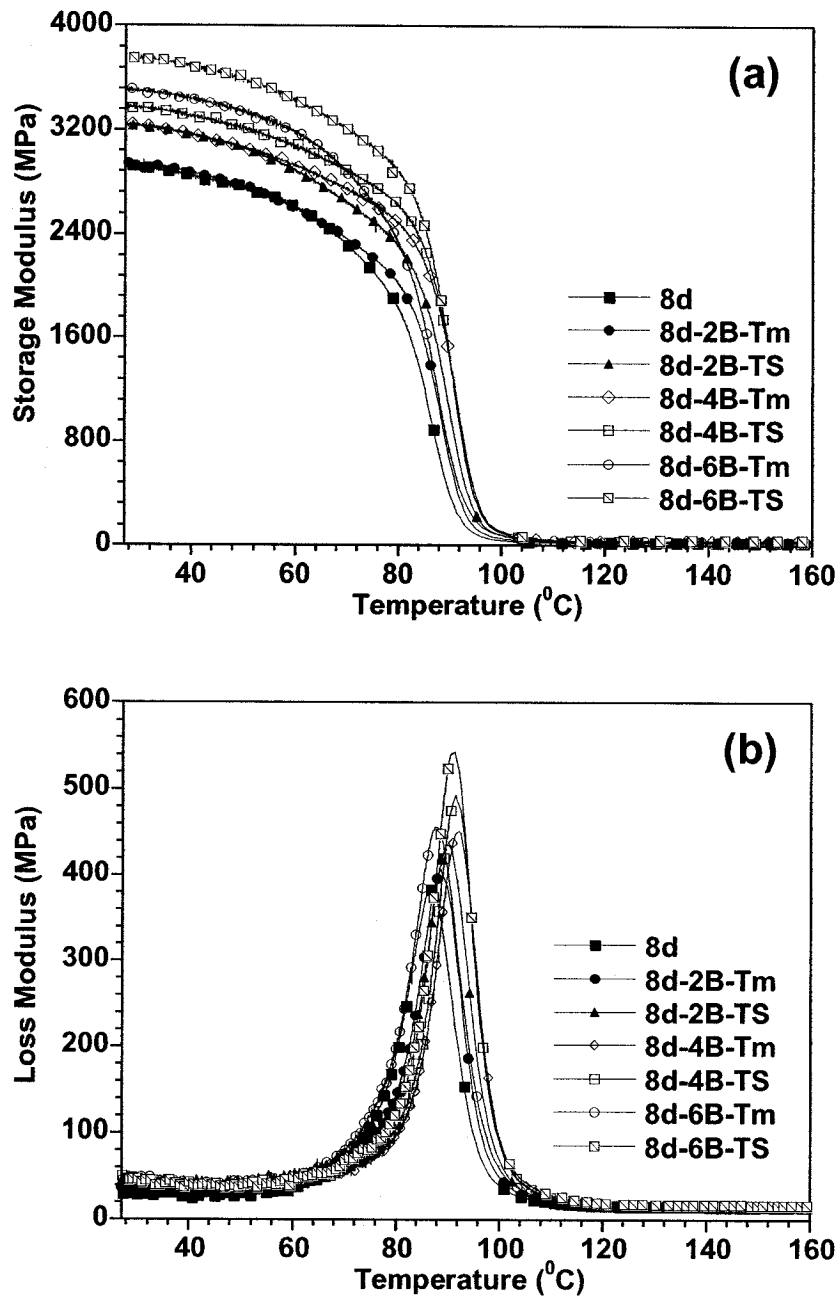 4000
3200
2400
1600
800
0
Storage Modulus (MPa)
(a)
8d
8d-2B-Tm
8d-2B-TS
8d-4B-Tm
8d-4B-TS
8d-6B-Tm
8d-6B-TS
40 60 80 100 120 140 160
Temperature (⁰C)
600
500
400
300
200
100
0
Loss Modulus (MPa)
(b)
8d
8d-2B-Tm
8d-2B-TS
8d-4B-Tm
8d-4B-TS
8d-6B-Tm
8d-6B-TS
40 60 80 100 120 140 160
Temperature (⁰C)